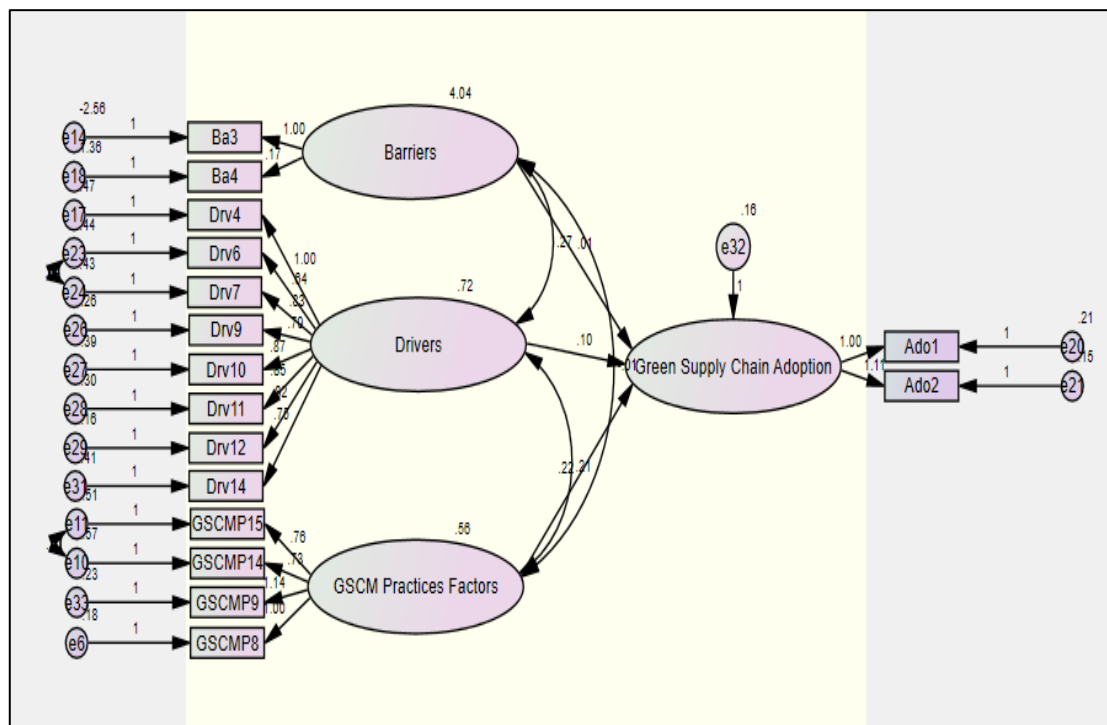 -2.56
4.04
e14
1
Ba3
1.00
Barriers
1.36
e18
1
Ba4
.17
.47
e17
1
Drv4
.44
e23
1
Drv6
1.00
.27
.01
.16
e32
.43
e24
1
Drv7
.64
.83
.72
1
.26
e26
1
Drv9
.79
Drivers
.10
.21
.39
e27
1
Drv10
.87
.01
Green Supply Chain Adoption
1.00
Ado1
1
e20
.30
e28
1
Drv11
.85
1.11
Ado2
1
.15
e21
.16
e29
1
Drv12
.75
.41
e31
1
Drv14
.22
.21
.51
e11
1
GSCMP15
.76
.56
.57
e10
1
GSCMP14
.73
GSCM Practices Factors
.23
e33
1
GSCMP9
1.14
.18
e6
1
GSCMP8
1.00